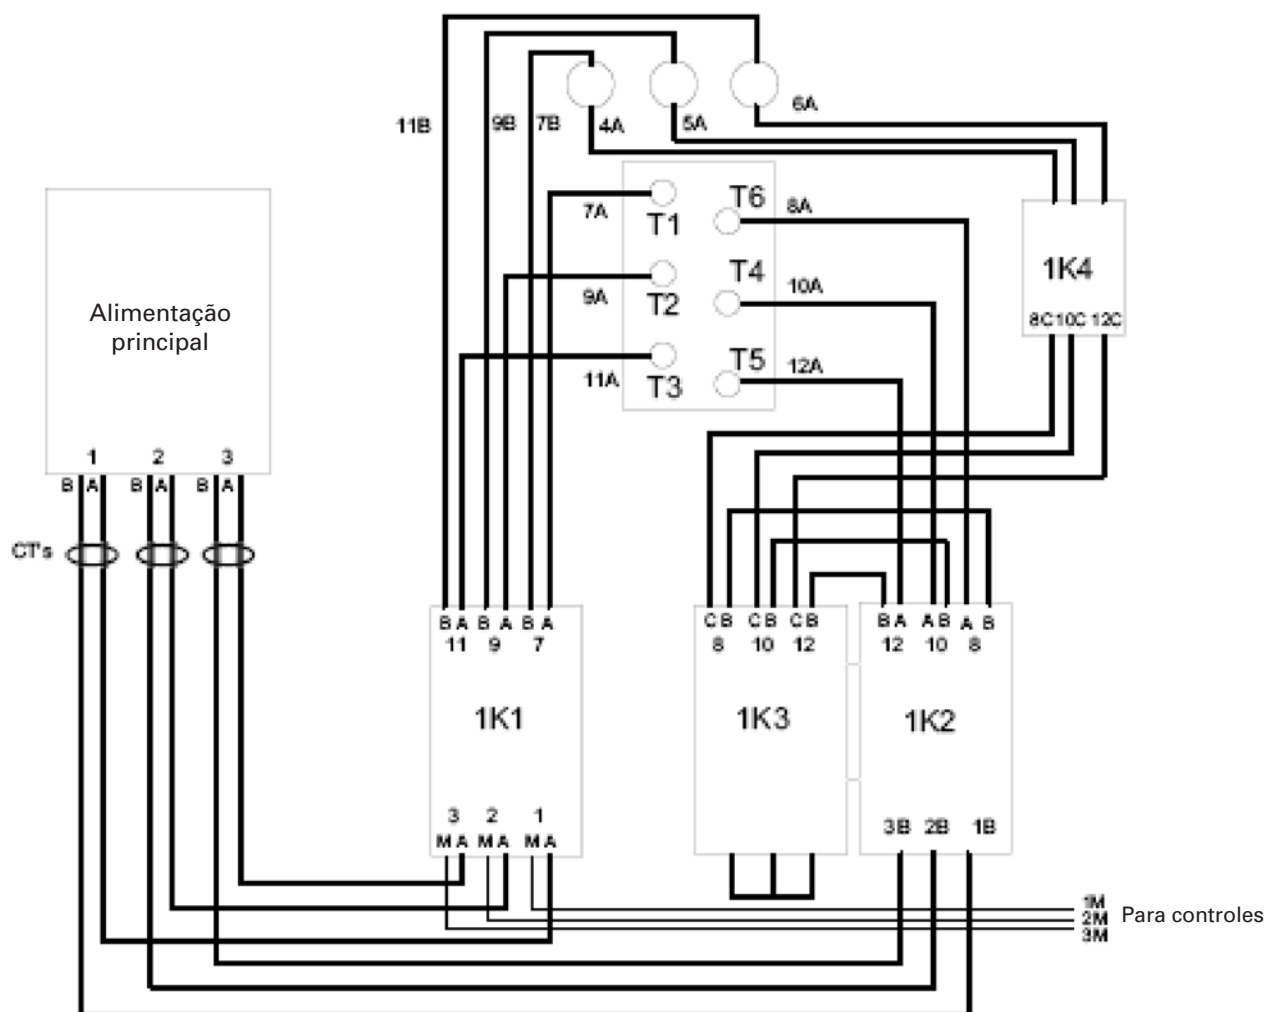 11B
9B
7B
4A
5A
6A
7A
T1
T6
8A
9A
T2
T4
10A
11A
T3
T5
12A
1K4
8C 10C 12C
Alimentação
principal
1 2 3
B A B A B A
CT's
B A B A B A
11 9 7
1K1
3 2 1
M A M A M A
C B C B C B
8 10 12
1K3
B A A B A B
12 10 8
1K2
3B 2B 1B
1M
2M
3M
Para controles